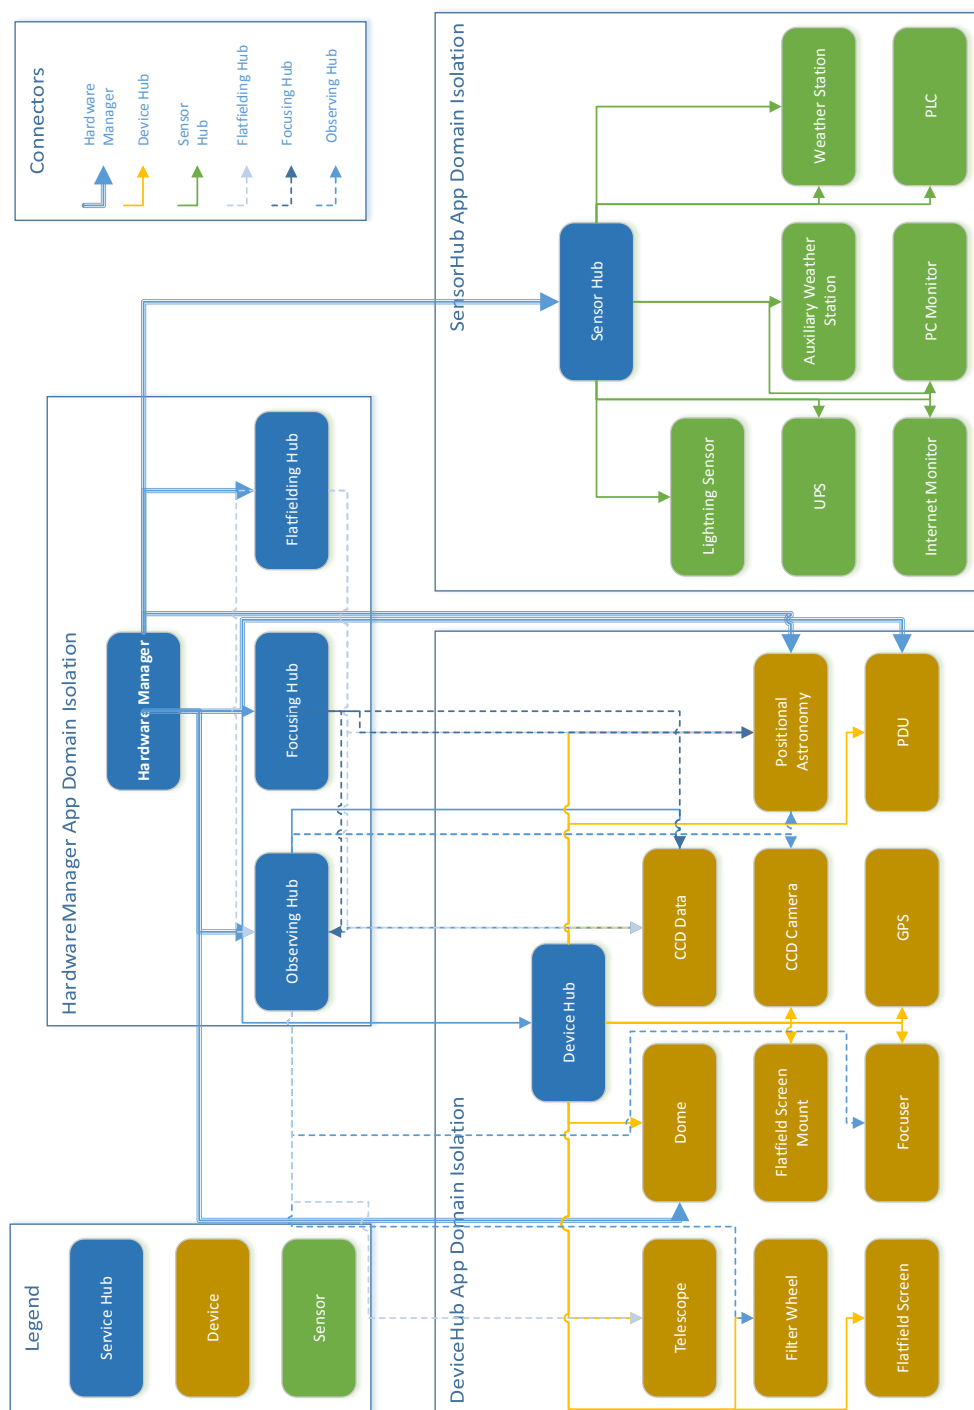 Legend
Service Hub
Device
Sensor
HardwareManager App Domain Isolation
Hardware Manager
Observing Hub
Focusing Hub
Flatfielding Hub
Connectors
Hardware
Manager
Device Hub
Sensor
Hub
Flatfielding Hub
Focusing Hub
Observing Hub
DeviceHub App Domain Isolation
Device Hub
Telescope
Dome
CCD Data
Filter Wheel
Flatfield Screen
Mount
CCD Camera
Positional
Astronomy
Flatfield Screen
Focuser
GPS
PDU
SensorHub App Domain Isolation
Sensor Hub
Lightning Sensor
UPS
Auxiliary Weather
Station
Weather Station
Internet Monitor
PC Monitor
PLC